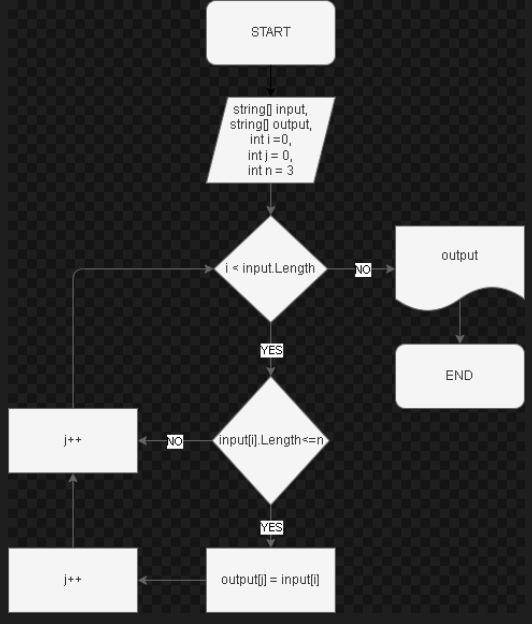 START
string[] input,
string[] output,
int i =0,
int j = 0,
int n = 3
i < input.Length
NO
output
YES
END
input[i].Length<=n
NO
j++
YES
output[j] = input[i]
j++